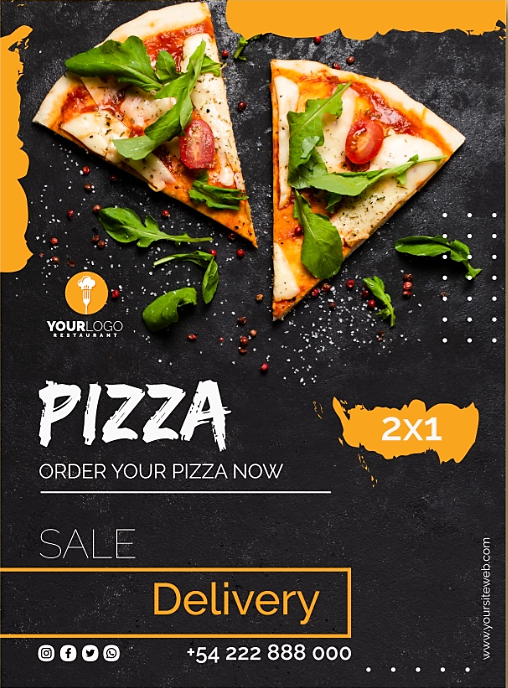 YOURLOGO
RESTAURANT
PIZZA
2X1
ORDER YOUR PIZZA NOW
SALE
Delivery
+54 222 888 000
www.yoursiteweb.com